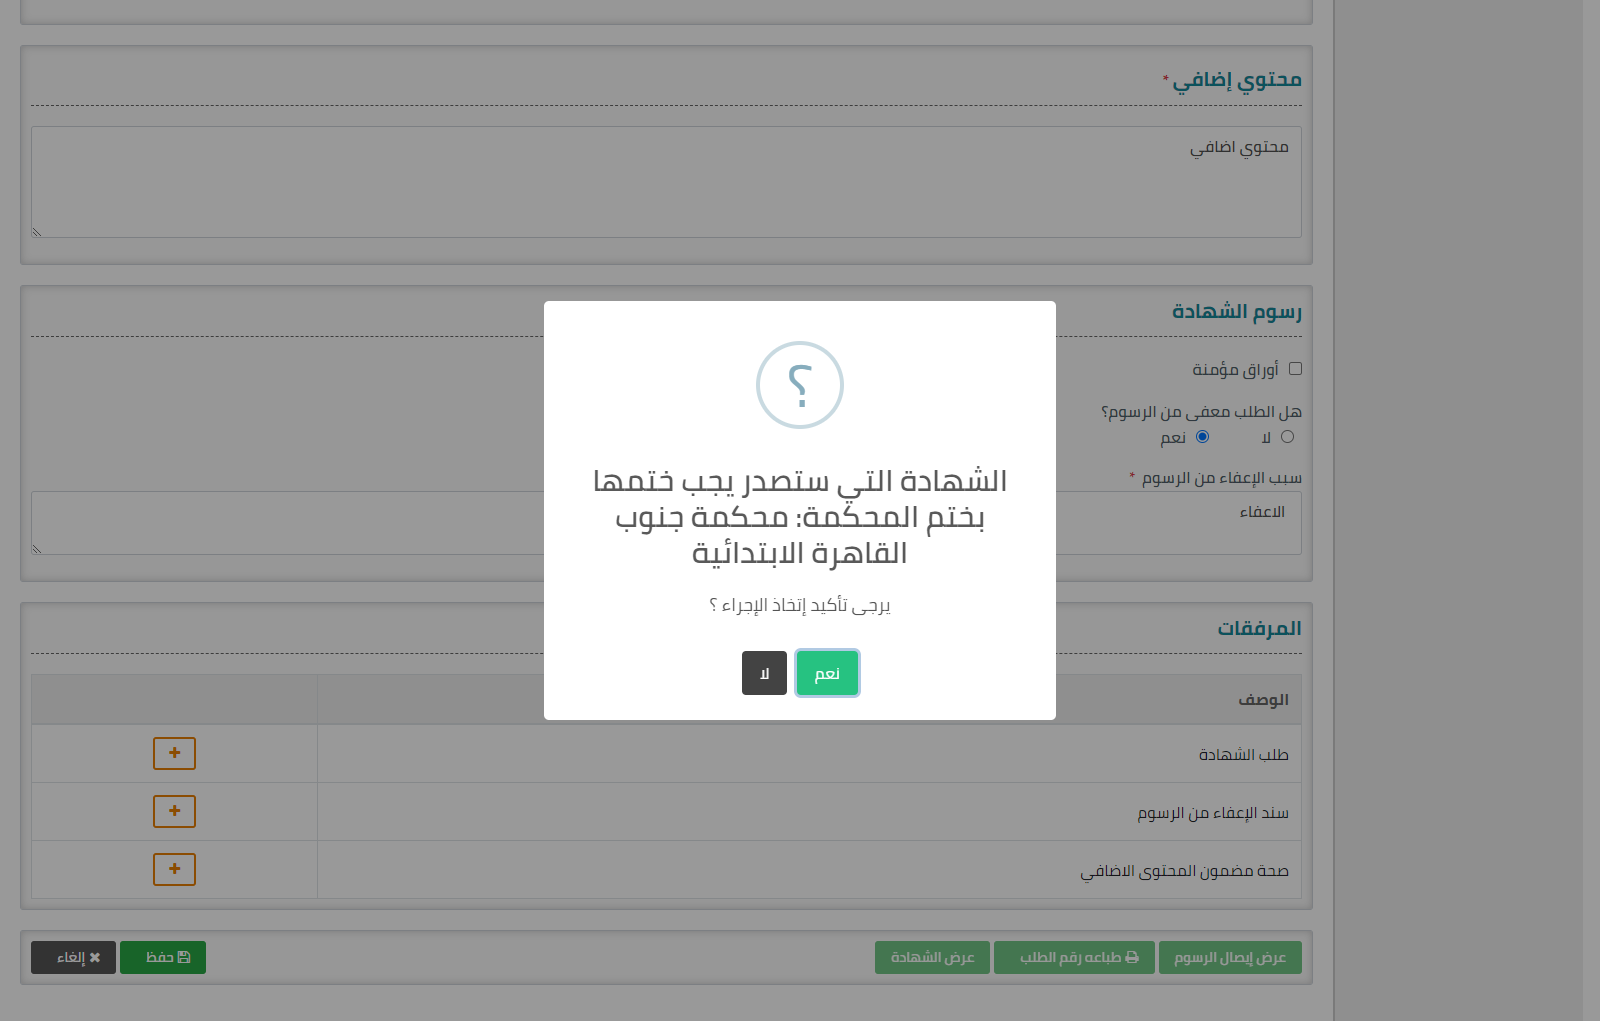 محتوي إضافي *
محتوي اضافي
رسوم الشهادة
أوراق مؤمنة
هل الطلب معفى من الرسوم؟
لا
نعم
سبب الإعفاء من الرسوم *
الاعفاء
؟
الشهادة التي ستصدر يجب ختمها
بختم المحكمة: محكمة جنوب
القاهرة الابتدائية
يرجى تأكيد إتخاذ الإجراء ؟
نعم
لا
المرفقات
الوصف
طلب الشهادة
سند الإعفاء من الرسوم
صحة مضمون المحتوى الاضافي
عرض إيصال الرسوم
طباعه رقم الطلب
عرض الشهادة
حفظ
إلغاء